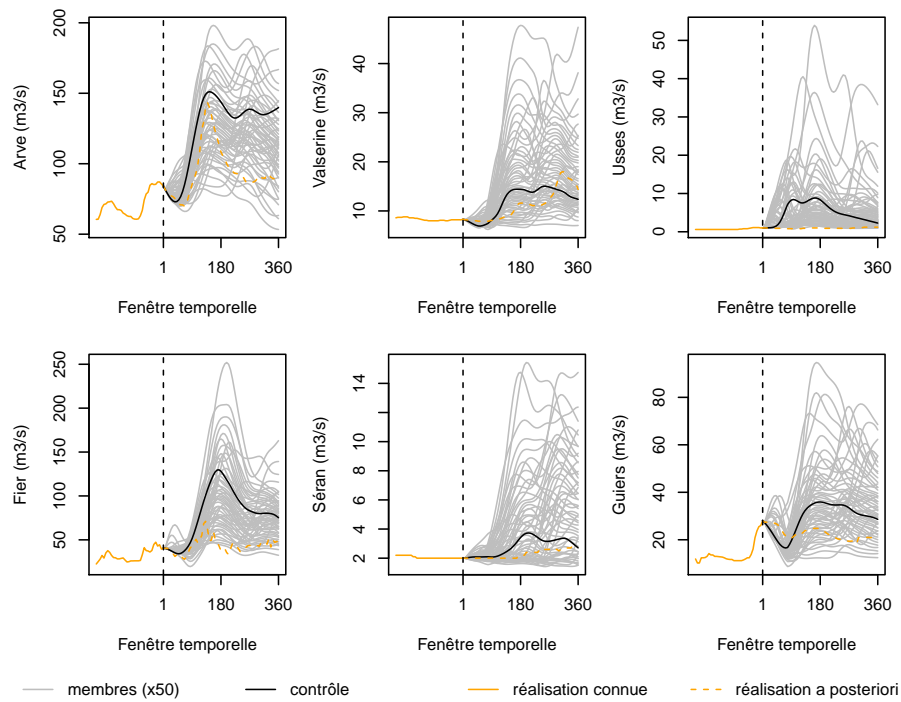 Arve (m3/s)
50 100 150 200
1 180 360
Fenêtre temporelle
Valserine (m3/s)
10 20 30 40
1 180 360
Fenêtre temporelle
Usses (m3/s)
0 10 20 30 40 50
1 180 360
Fenêtre temporelle
Fier (m3/s)
50 100 150 200 250
1 180 360
Fenêtre temporelle
Séran (m3/s)
2 4 6 8 10 14
1 180 360
Fenêtre temporelle
Guiers (m3/s)
20 40 60 80
1 180 360
Fenêtre temporelle
membres (x50) contrôle réalisation connue réalisation a posteriori